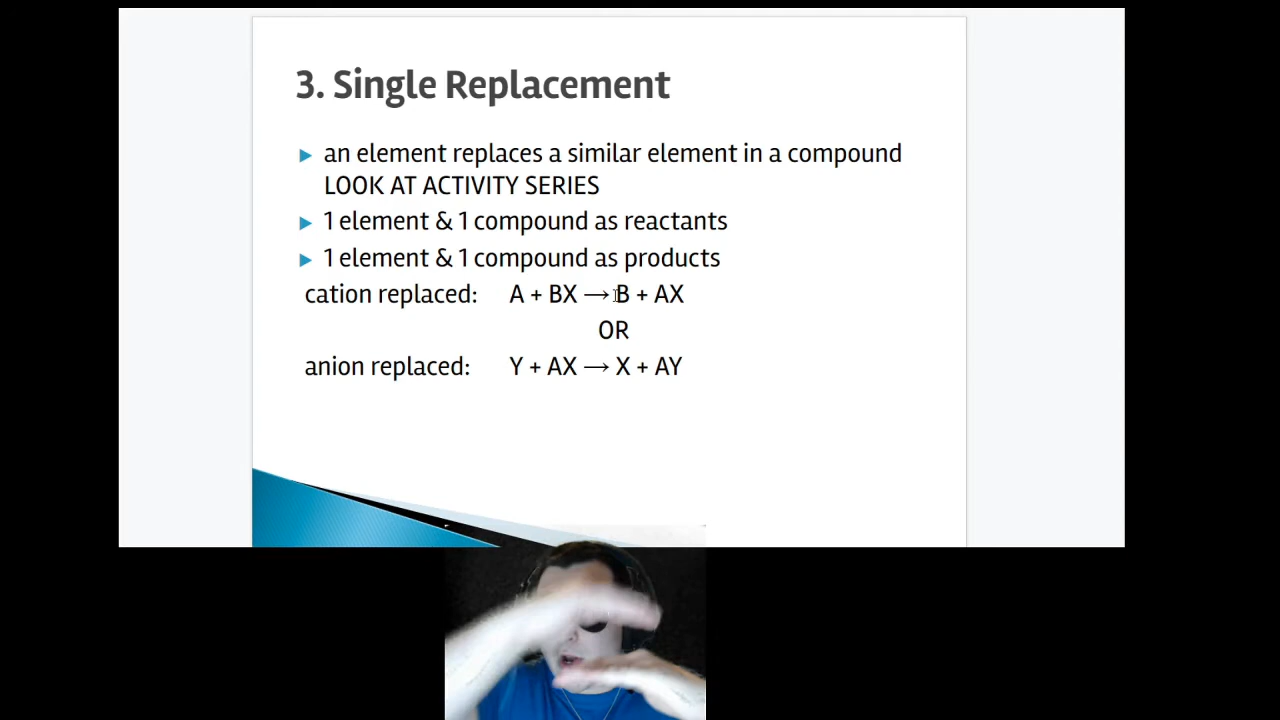 3. Single Replacement
an element replaces a similar element in a compound
LOOK AT ACTIVITY SERIES
1 element & 1 compound as reactants
1 element & 1 compound as products
cation replaced: A + BX → B + AX
OR
anion replaced: Y + AX → X + AY